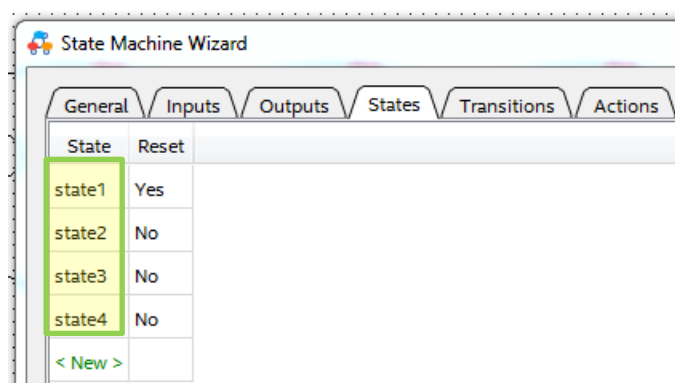 State Machine Wizard
General Inputs Outputs States Transitions Actions
State Reset
state1 Yes
state2 No
state3 No
state4 No
< New >